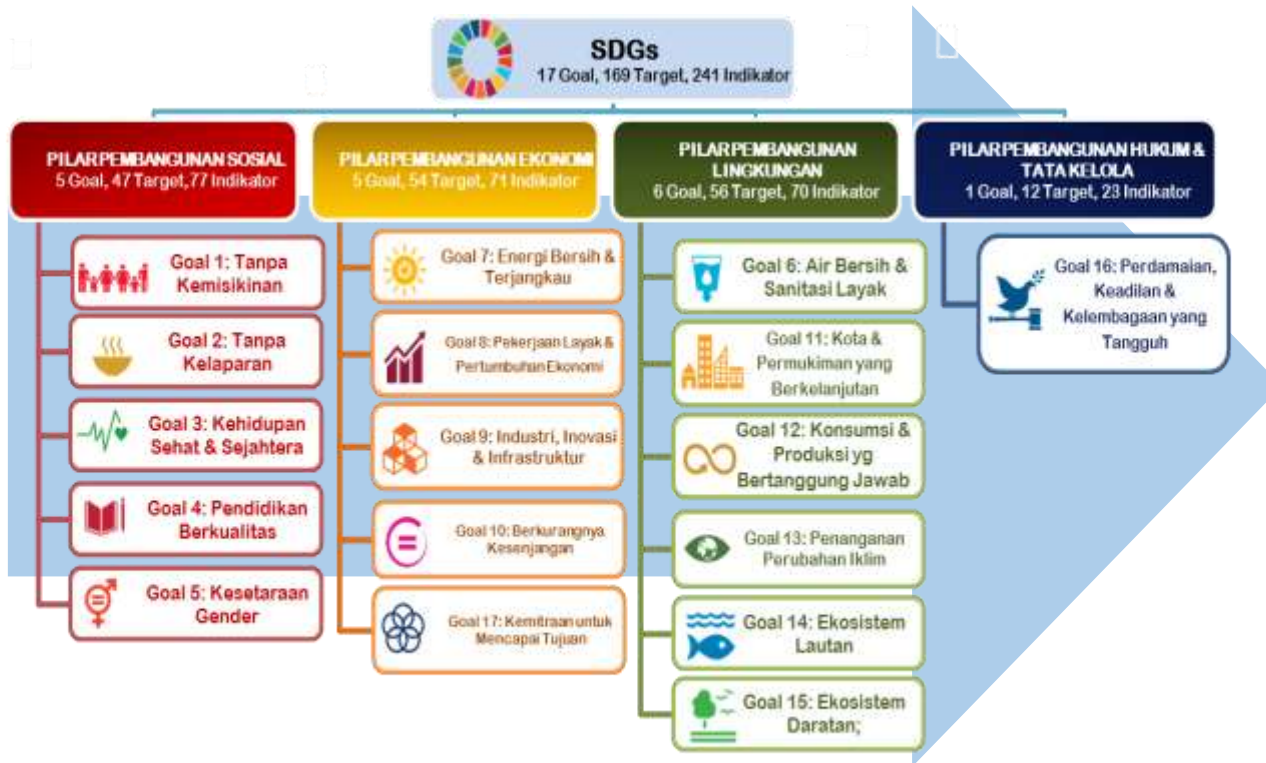 SDGs
17 Goal, 169 Target, 241 Indikator
PILAR PEMBANGUNAN SOSIAL
5 Goal, 47 Target,77 Indikator
Goal 1: Tanpa
Kemisikinan
Goal 2: Tanpa
Kelaparan
Goal 3: Kehidupan
Sehat & Sejahtera
Goal 4: Pendidikan
Berkualitas
Goal 5: Kesetaraan
Gender
PILAR PEMBANGUNAN EKONOMI
5 Goal, 54 Target, 71 Indikator
Goal 7: Energi Bersih &
Terjangkau
Goal 8: Pekerjaan Layak &
Pertumbuhan Ekonomi
Goal 9: Industri, Inovasi
& Infrastruktur
Goal 10: Berkurangnya
Kesenjangan
Goal 17: Kemitraan untuk
Mencapai Tujuan
PILAR PEMBANGUNAN
LINGKUNGAN
6 Goal, 56 Target, 70 Indikator
Goal 6: Air Bersih &
Sanitasi Layak
Goal 11: Kota &
Permukiman yang
Berkelanjutan
Goal 12: Konsumsi &
Produksi yg
Bertanggung Jawab
Goal 13: Penanganan
Perubahan Iklim
Goal 14: Ekosistem
Lautan
Goal 15: Ekosistem
Daratan;
PILAR PEMBANGUNAN HUKUM &
TATA KELOLA
1 Goal, 12 Target, 23 Indikator
Goal 16: Perdamaian,
Keadilan &
Kelembagaan yang
Tangguh